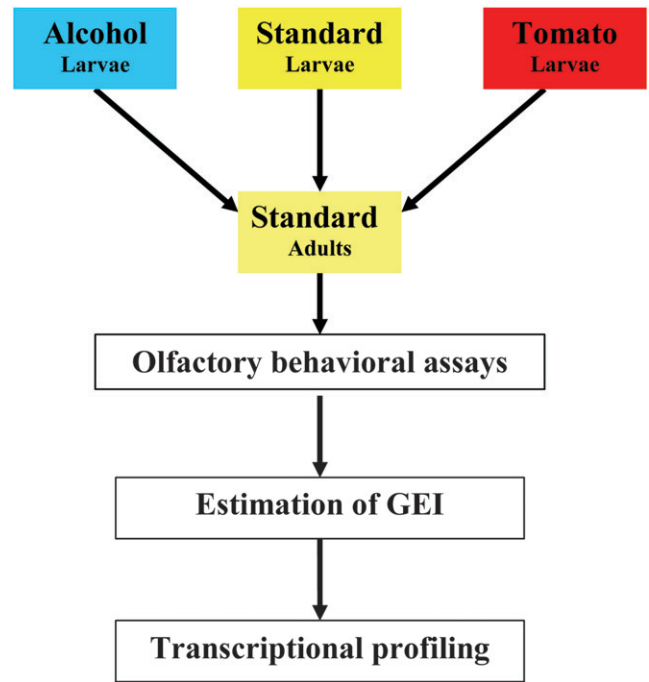 Alcohol
Larvae
Standard
Larvae
Tomato
Larvae
Standard
Adults
Olfactory behavioral assays
Estimation of GEI
Transcriptional profiling